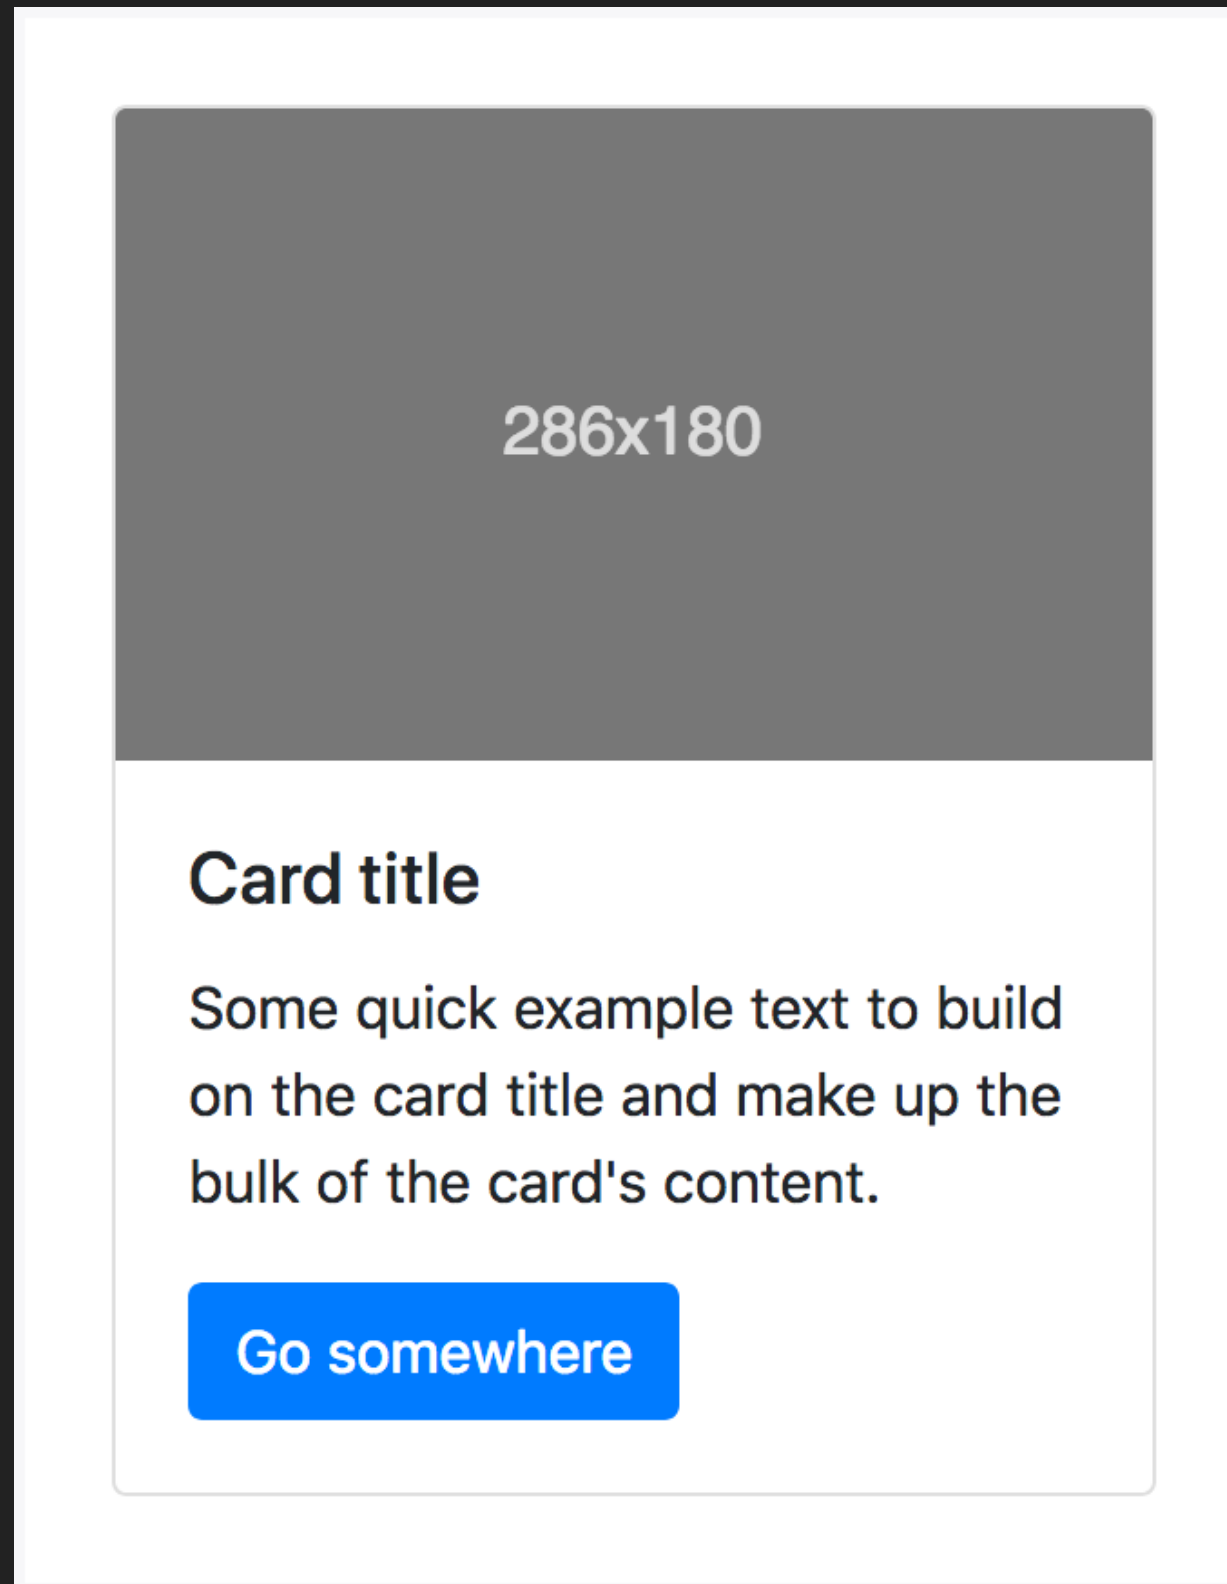 286x180
Card title
Some quick example text to build
on the card title and make up the
bulk of the card's content.
Go somewhere